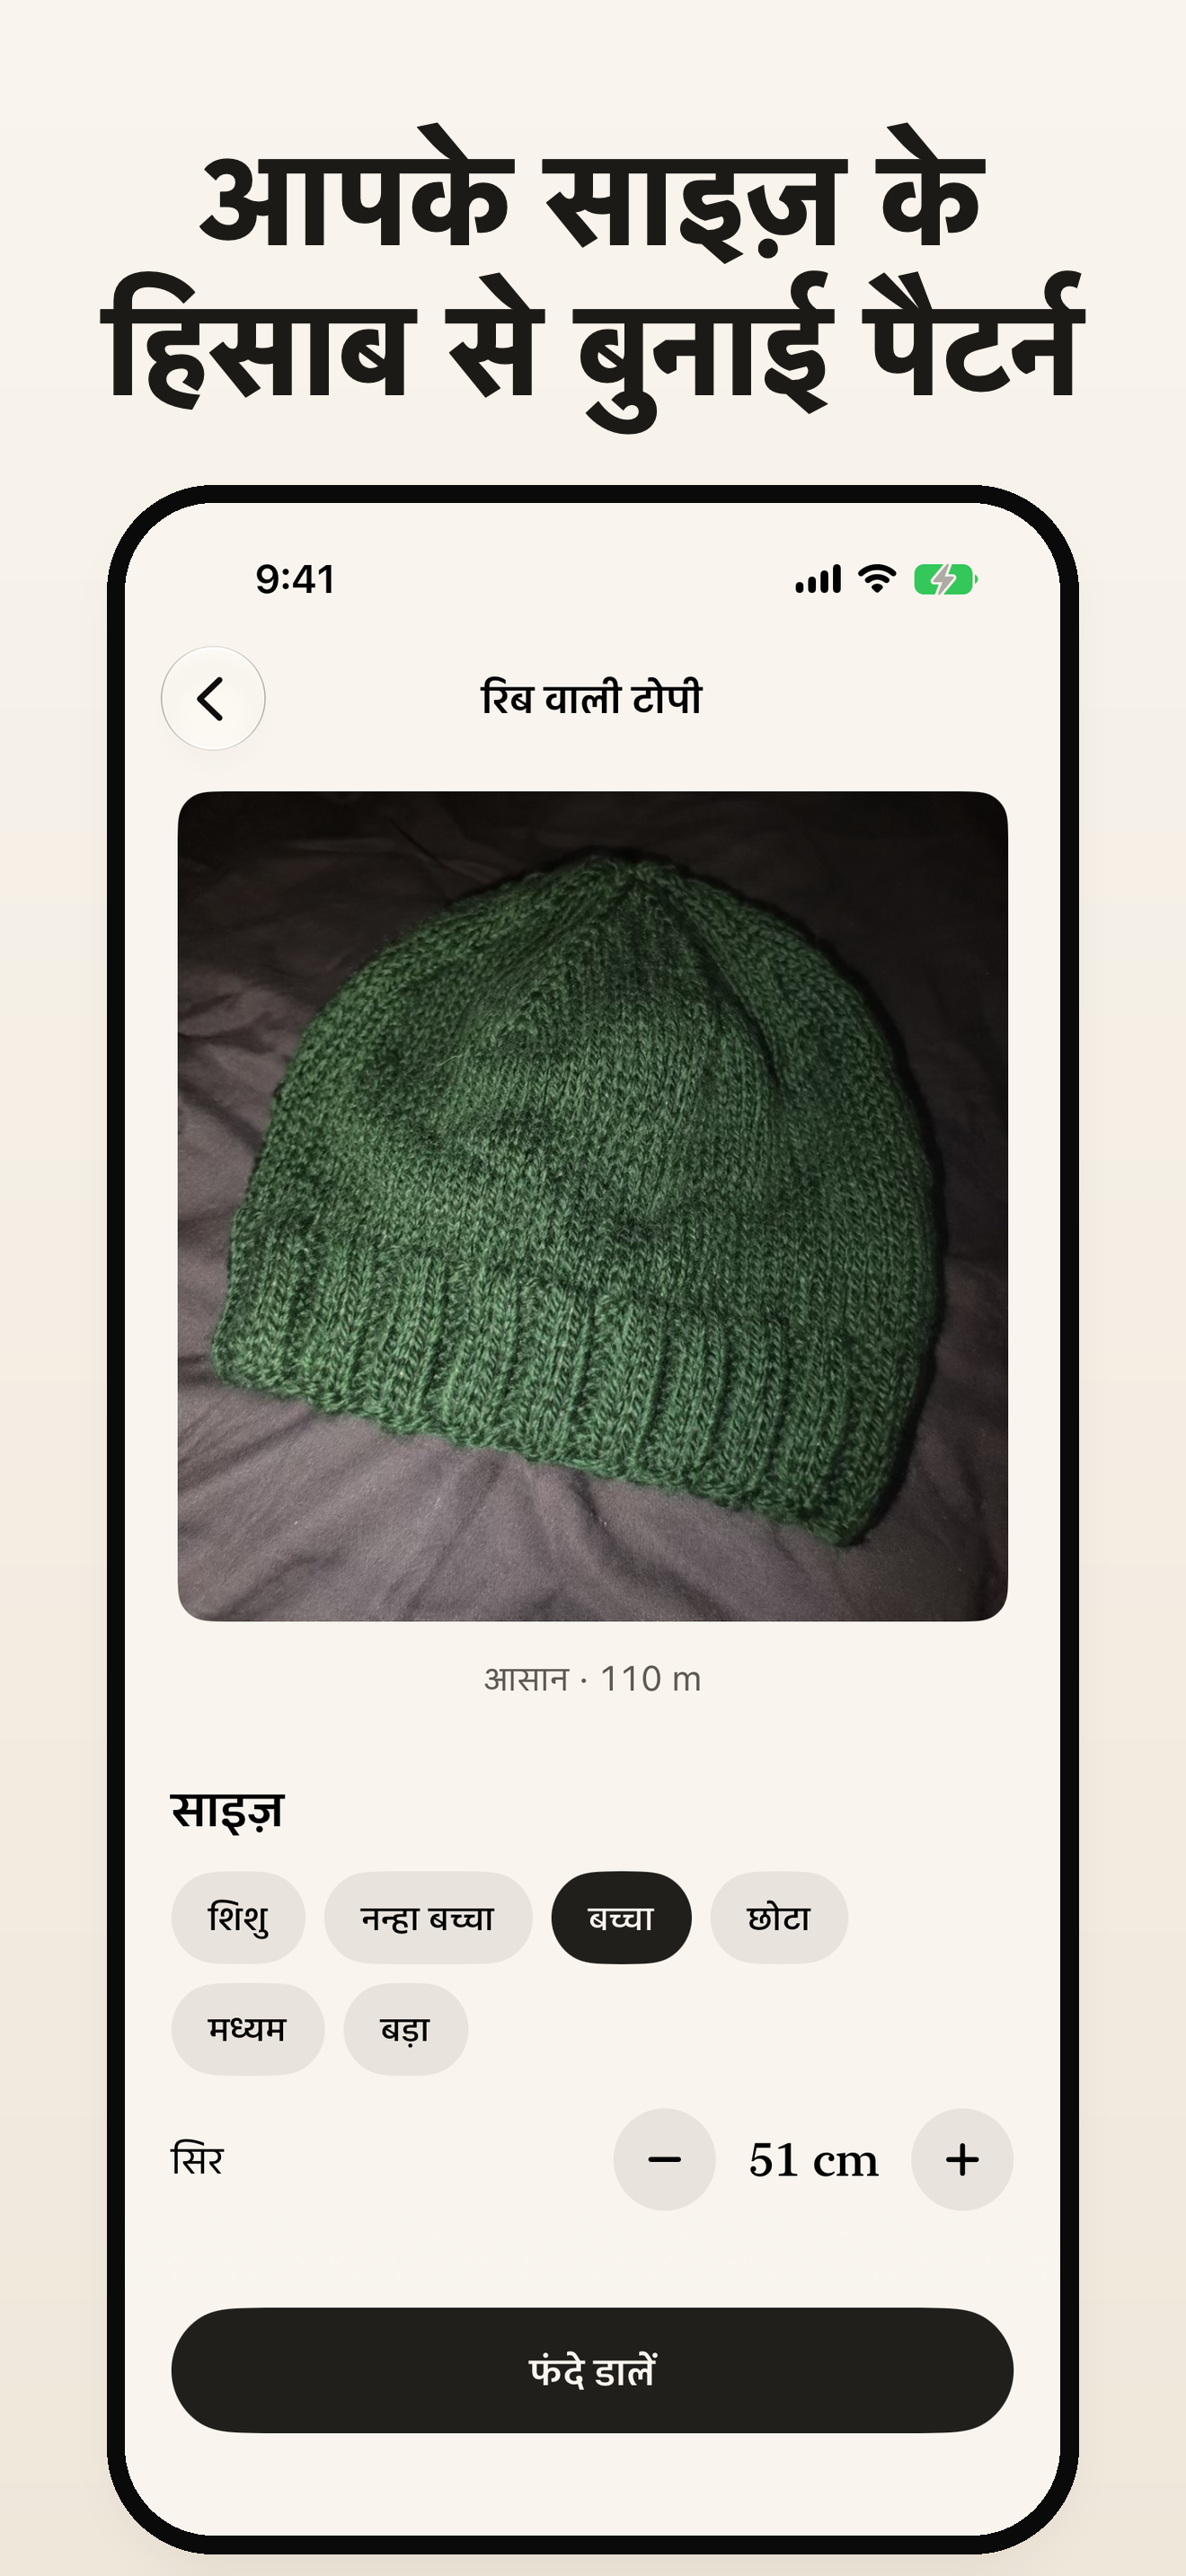 आपके साइज़ के
हिसाब से बुनाई पैटर्न
9:41
रिब वाली टोपी
आसान · 110 m
साइज़
शिशु नन्हा बच्चा बच्चा छोटा
मध्यम बड़ा
सिर − 51 cm +
फंदे डालें